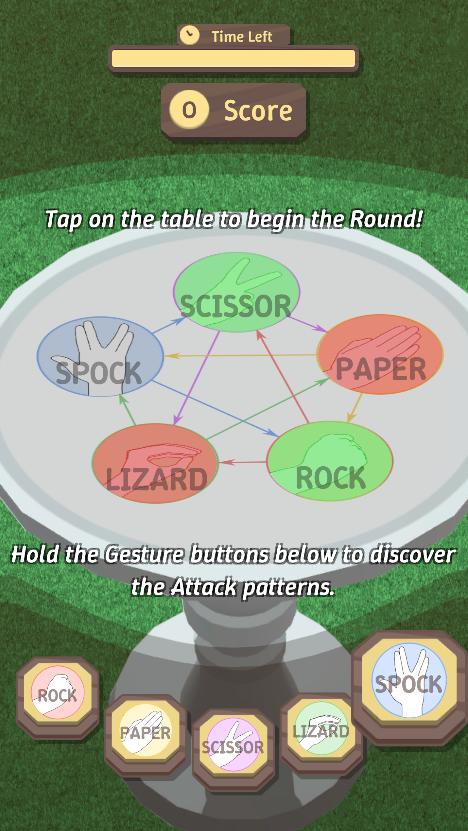 Time Left
0 Score
Tap on the table to begin the Round!
SCISSOR
SPOCK
PAPER
LIZARD
ROCK
Hold the Gesture buttons below to discover
the Attack patterns.
ROCK
PAPER
SCISSOR
LIZARD
SPOCK